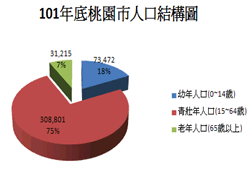 101年底桃園市人口結構圖
31,215
7%
73,472
18%
308,801
75%
幼年人口(0~14歲)
青壯年人口(15~64歲)
老年人口(65歲以上)